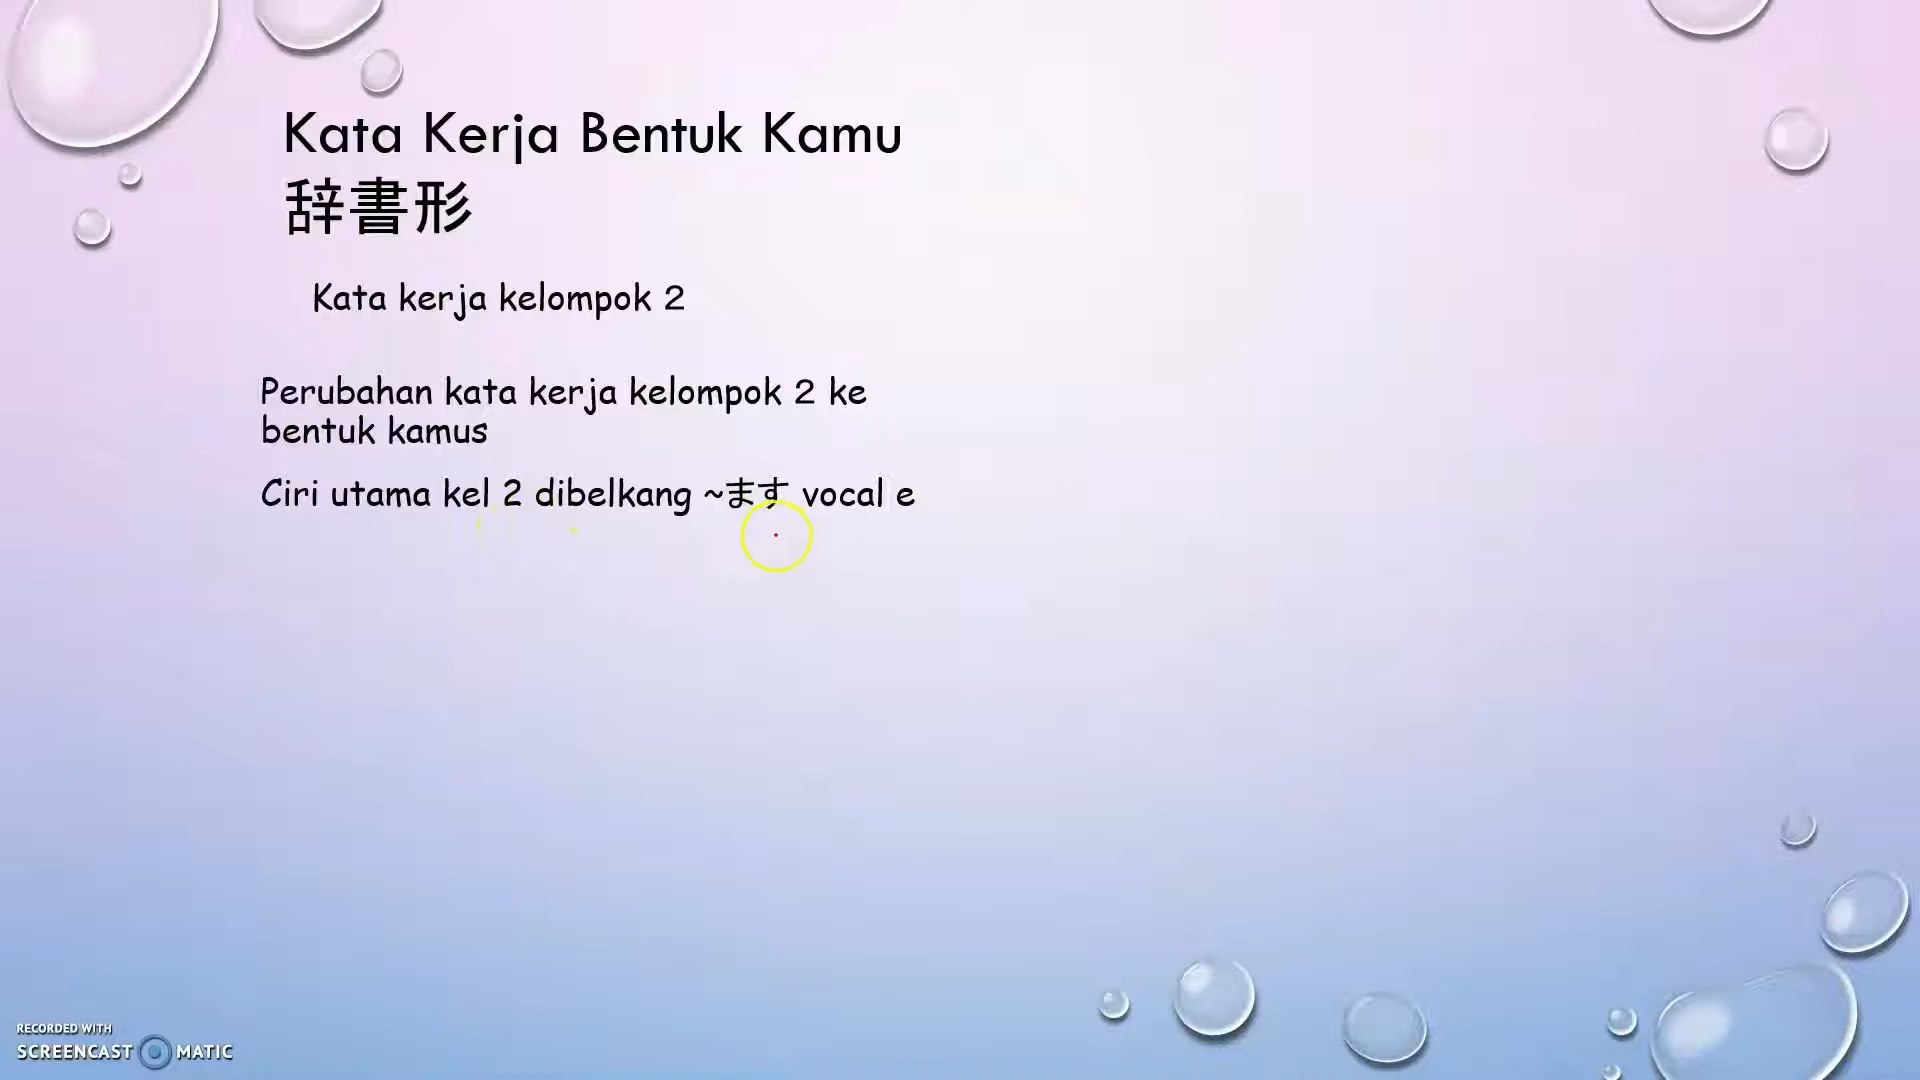 Kata Kerja Bentuk Kamu
辞書形
Kata kerja kelompok 2
Perubahan kata kerja kelompok 2 ke
bentuk kamus
Ciri utama kel 2 dibelkang ~ます vocal e
RECORDED WITH
SCREENCAST MATIC